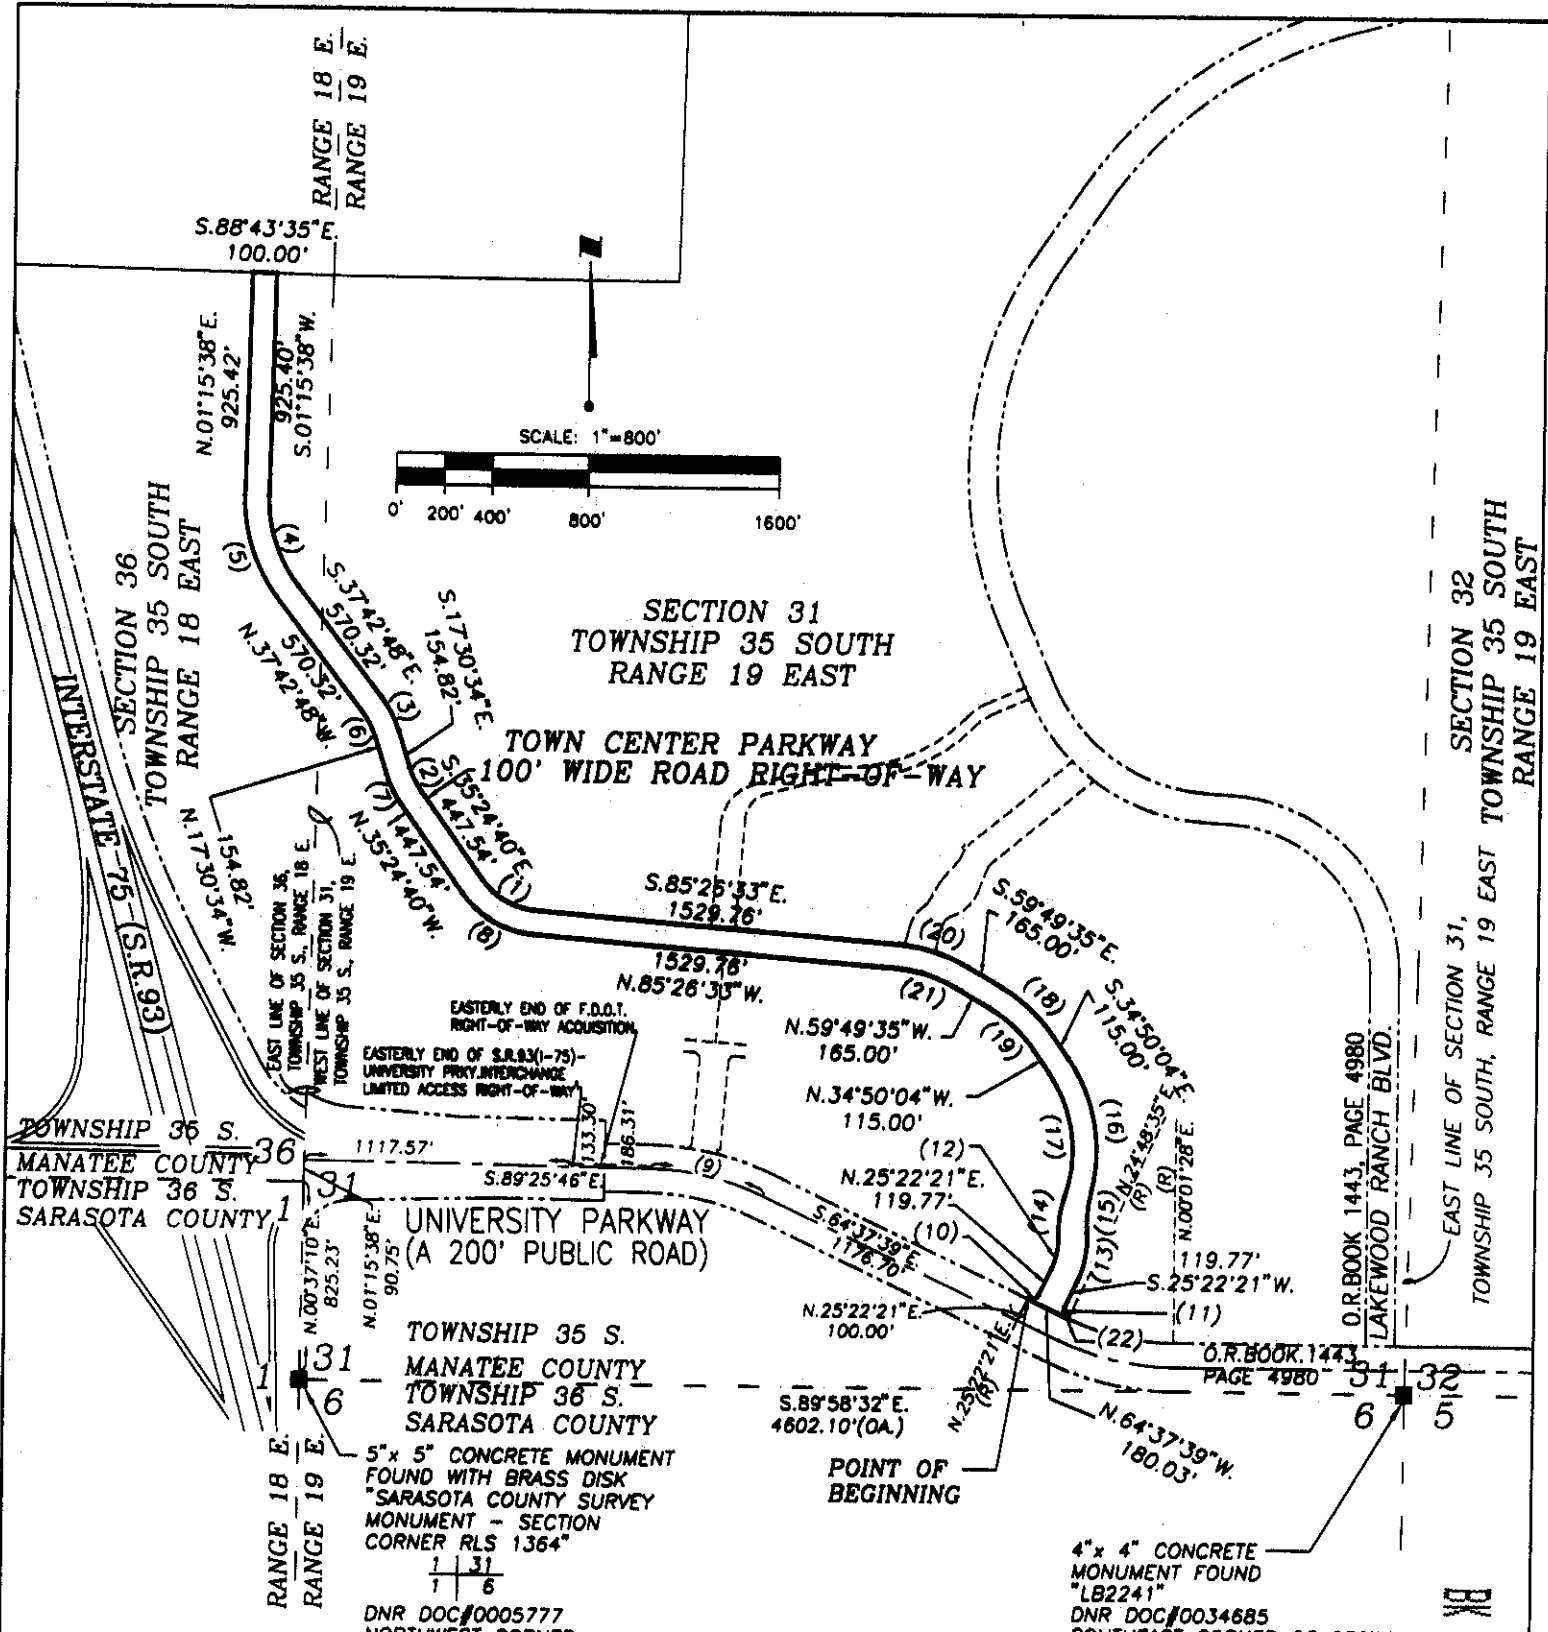 RANGE 18 E.
RANGE 19 E.
S.88°43'35"E.
100.00'
N.01°15'38"E.
925.42'
925.40'
S.01°15'38"W.
SCALE: 1"=800'
0' 200' 400' 800' 1600'
SECTION 36
TOWNSHIP 35 SOUTH
RANGE 18 EAST
(5)
(4)
S.37°42'48"E.
570.32'
570.32'
N.37°42'48"W.
S.17°30'34"E.
154.82'
(3)
(6)
SECTION 31
TOWNSHIP 35 SOUTH
RANGE 19 EAST
SECTION 32
TOWNSHIP 35 SOUTH
RANGE 19 EAST
TOWN CENTER PARKWAY
100' WIDE ROAD RIGHT-OF-WAY
INTERSTATE 75 (S.R.93)
N.17°30'34"W.
154.82'
(2)
(7)
S.35°24'40"E.
447.54'
447.54'
N.35°24'40"W.
(1)
(8)
S.85°26'33"E.
1529.76'
1529.76'
N.85°26'33"W.
(20)
(21)
S.59°49'35"E.
165.00'
(18)
S.34°50'04"E.
115.00'
N.59°49'35"W.
165.00'
(19)
N.34°50'04"W.
115.00'
(17)
(16)
EAST LINE OF SECTION 36,
TOWNSHIP 35 S., RANGE 18 E.
WEST LINE OF SECTION 31,
TOWNSHIP 35 S., RANGE 19 E.
EASTERLY END OF F.D.O.T.
RIGHT-OF-WAY ACQUISITION
EASTERLY END OF S.R.93(I-75)-
UNIVERSITY PRKY.INTERCHANGE
LIMITED ACCESS RIGHT-OF-WAY
133.30'
186.31'
1117.57'
S.89°25'46"E.
(9)
(12)
N.25°22'21"E.
119.77'
(14)
(10)
S.64°37'39"E.
1176.70'
(15)
(13)
N.24°48'35"E.
(R)
(R)
N.00°01'28"E.
119.77'
S.25°22'21"W.
(11)
(22)
O.R.BOOK 1443, PAGE 4980
LAKEWOOD RANCH BLVD.
EAST LINE OF SECTION 31,
TOWNSHIP 35 SOUTH, RANGE 19 EAST
TOWNSHIP 35 S.
MANATEE COUNTY
TOWNSHIP 36 S.
SARASOTA COUNTY
36
31
1
UNIVERSITY PARKWAY
(A 200' PUBLIC ROAD)
N.00°37'10"E.
825.23'
N.01°15'38"E.
90.75'
N.25°22'21"E.
100.00'
N.25°22'21"E.
(R)
O.R.BOOK.1443
PAGE 4980
31 32
6 5
TOWNSHIP 35 S.
MANATEE COUNTY
TOWNSHIP 36 S.
SARASOTA COUNTY
1 31
6
S.89°58'32"E.
4602.10'(OA.)
N.64°37'39"W.
180.03'
POINT OF
BEGINNING
RANGE 18 E.
RANGE 19 E.
5"x 5" CONCRETE MONUMENT
FOUND WITH BRASS DISK
"SARASOTA COUNTY SURVEY
MONUMENT - SECTION
CORNER RLS 1364"
1 31
1 6
DNR DOC#0005777
4"x 4" CONCRETE
MONUMENT FOUND
"LB2241"
DNR DOC#0034685
BK